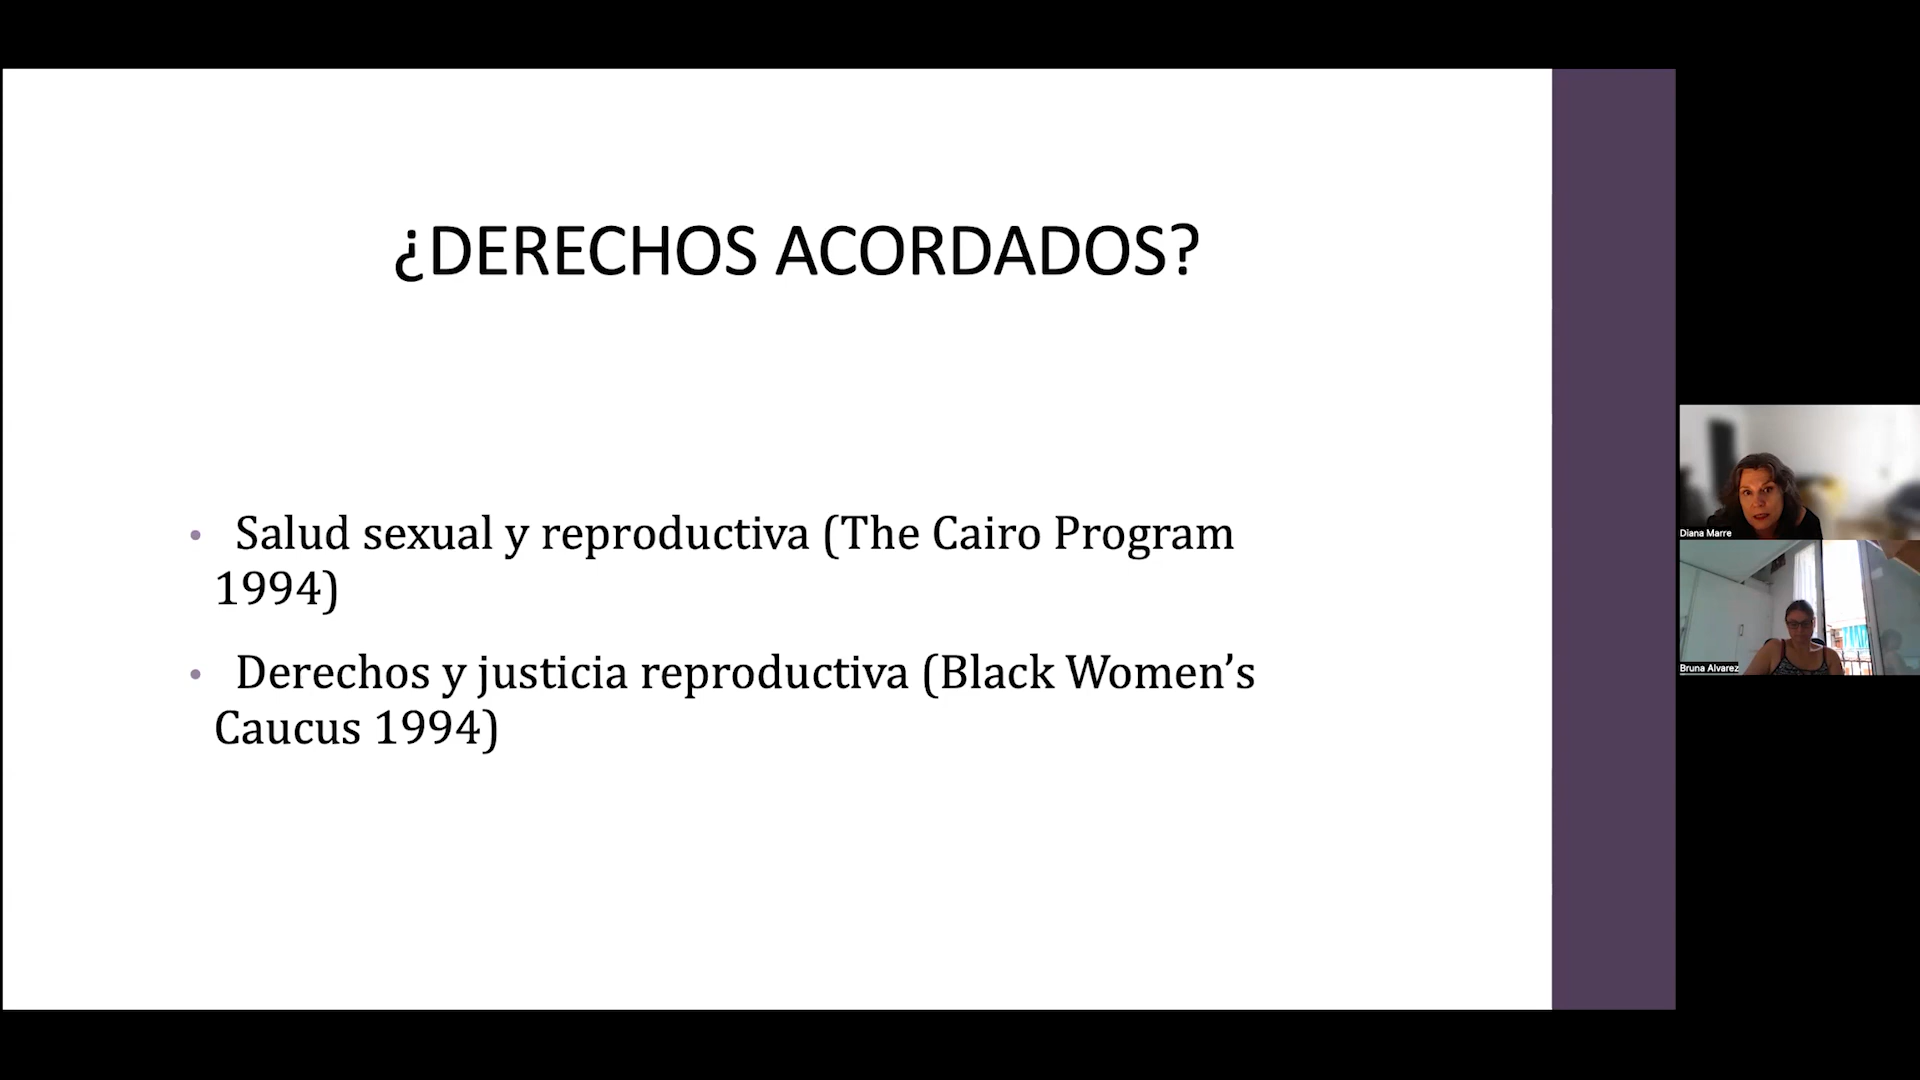 ¿DERECHOS ACORDADOS?
• Salud sexual y reproductiva (The Cairo Program
1994)
• Derechos y justicia reproductiva (Black Women’s
Caucus 1994)
Diana Marre
Bruna Alvarez